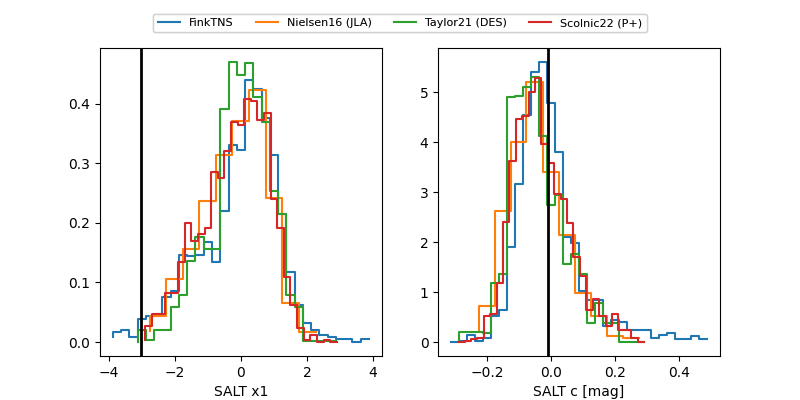 FinkTNS Nielsen16 (JLA) Taylor21 (DES) Scolnic22 (P+)
0.4
0.3
0.2
0.1
0.0
−4 −2 0 2 4
SALT x1
5
4
3
2
1
0
−0.2 0.0 0.2 0.4
SALT c [mag]